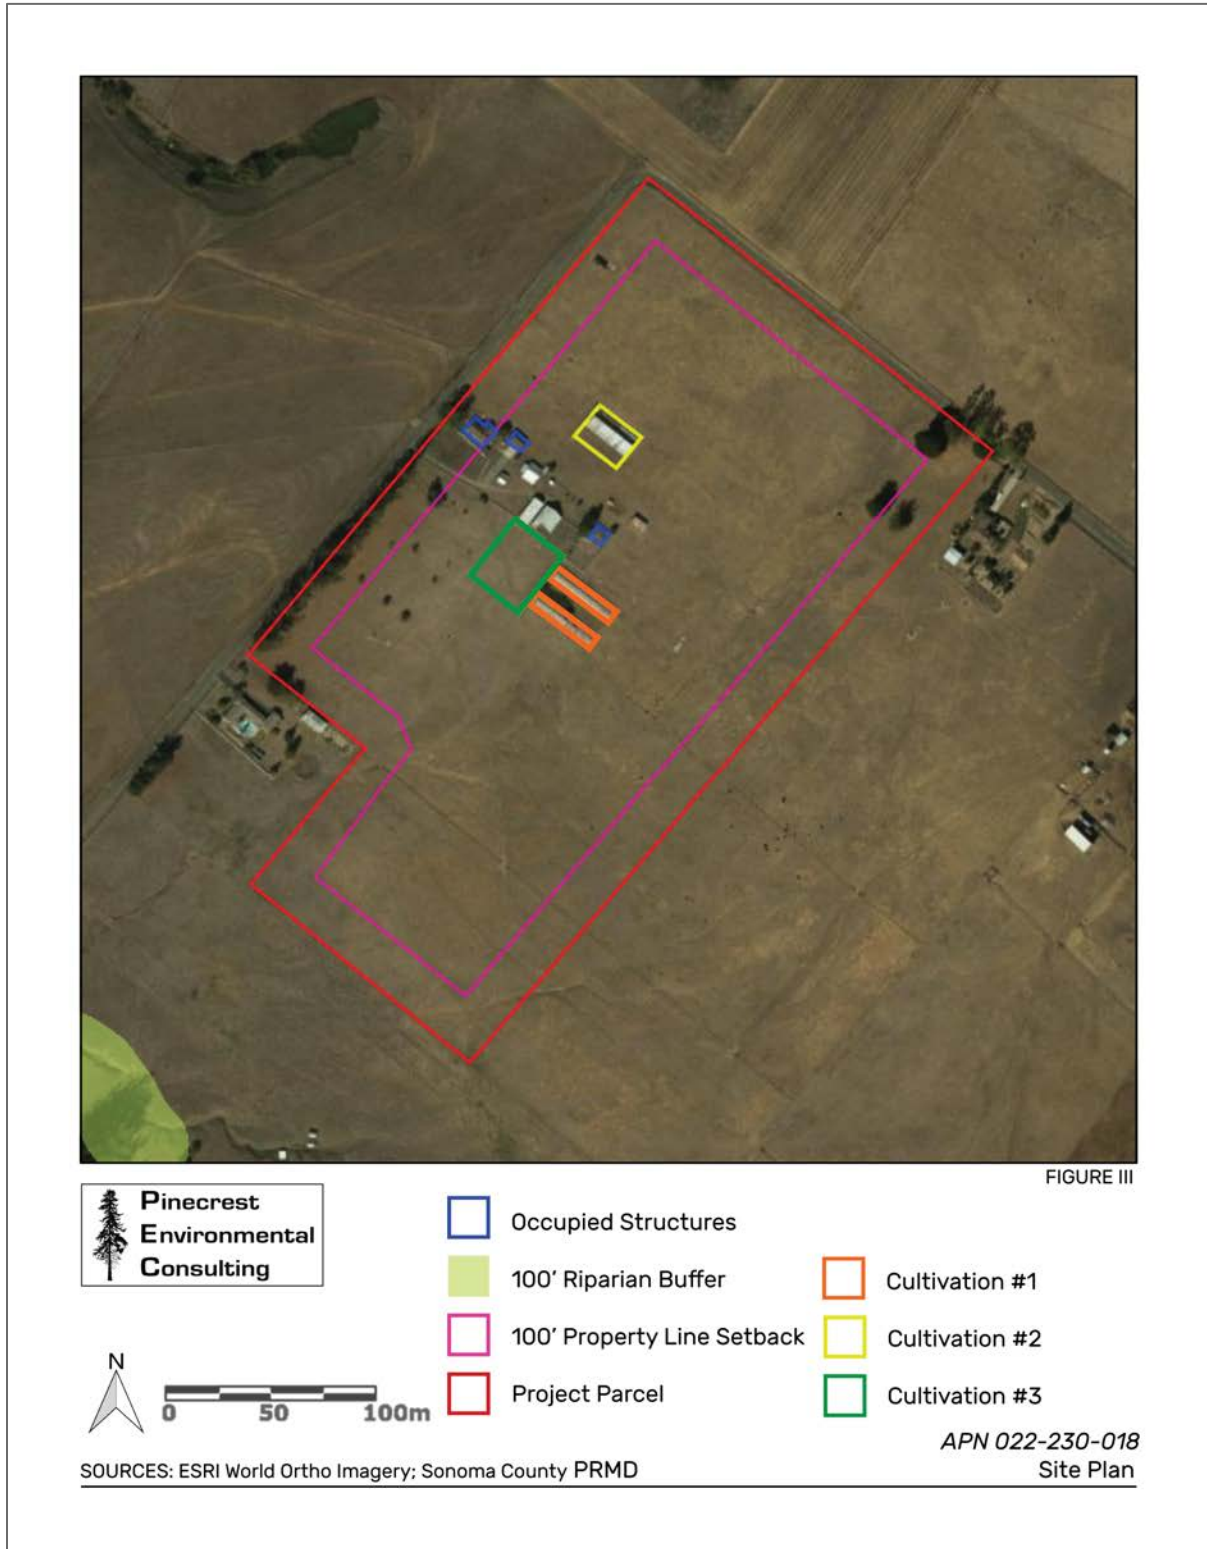 FIGURE III
Pinecrest
Environmental
Consulting
Occupied Structures
100' Riparian Buffer
100' Property Line Setback
Project Parcel
Cultivation #1
Cultivation #2
Cultivation #3
N
0 50 100m
APN 022-230-018
SOURCES: ESRI World Ortho Imagery; Sonoma County PRMD
Site Plan